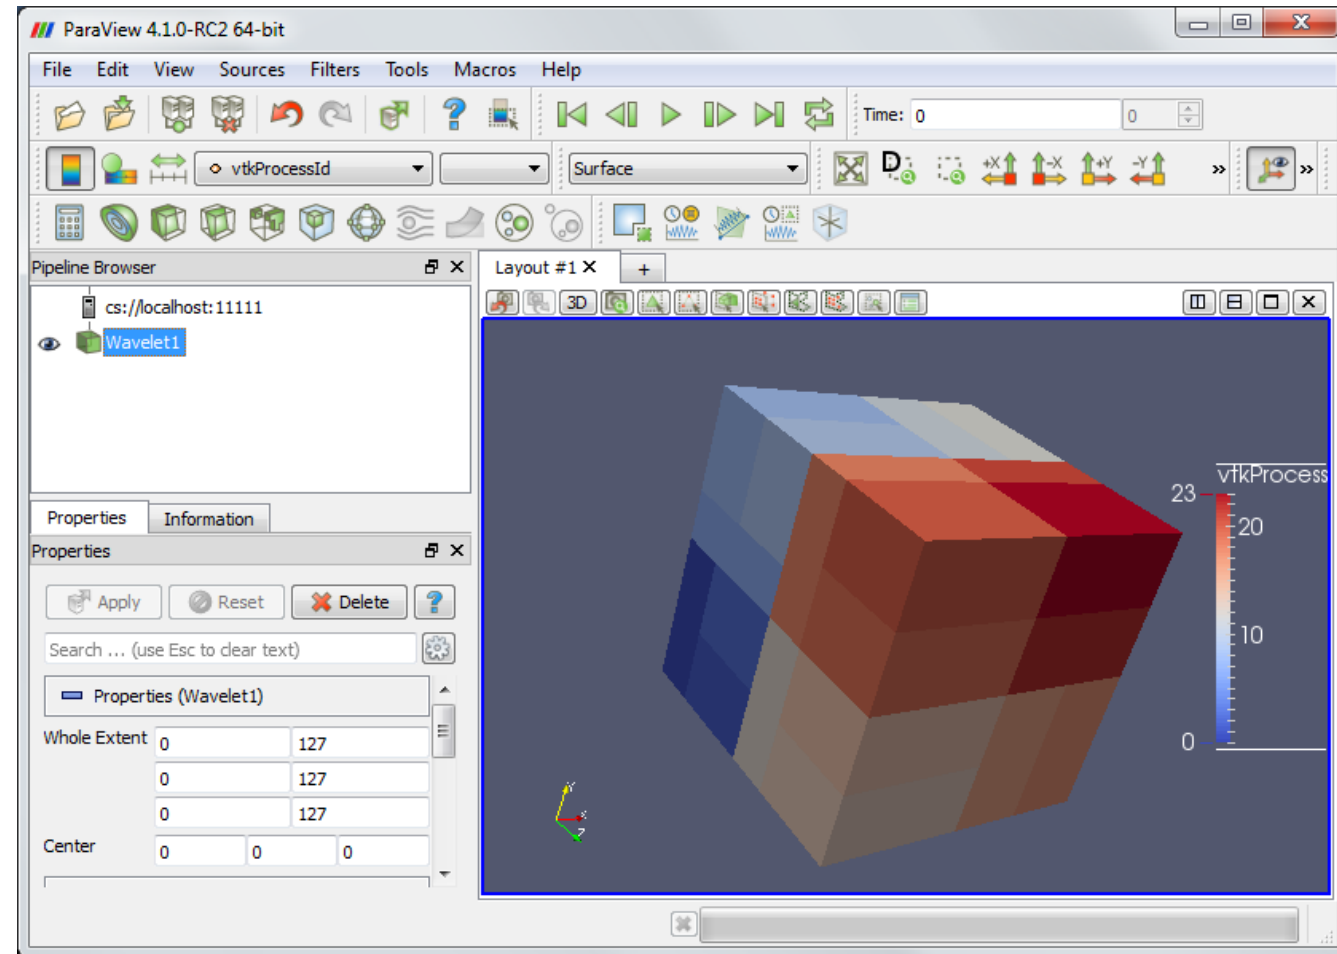 ParaView 4.1.0-RC2 64-bit
File Edit View Sources Filters Tools Macros Help
Time: 0 0
vtkProcessId Surface +X -X +Y -Y » »
Pipeline Browser
Layout #1 +
cs://localhost:11111
3D
Wavelet1
vtkProcess
23
20
10
0
Properties Information
Properties
Apply Reset Delete ?
Search ... (use Esc to clear text)
Properties (Wavelet1)
Whole Extent 0 127
0 127
0 127
Center 0 0 0
Y
X
Z